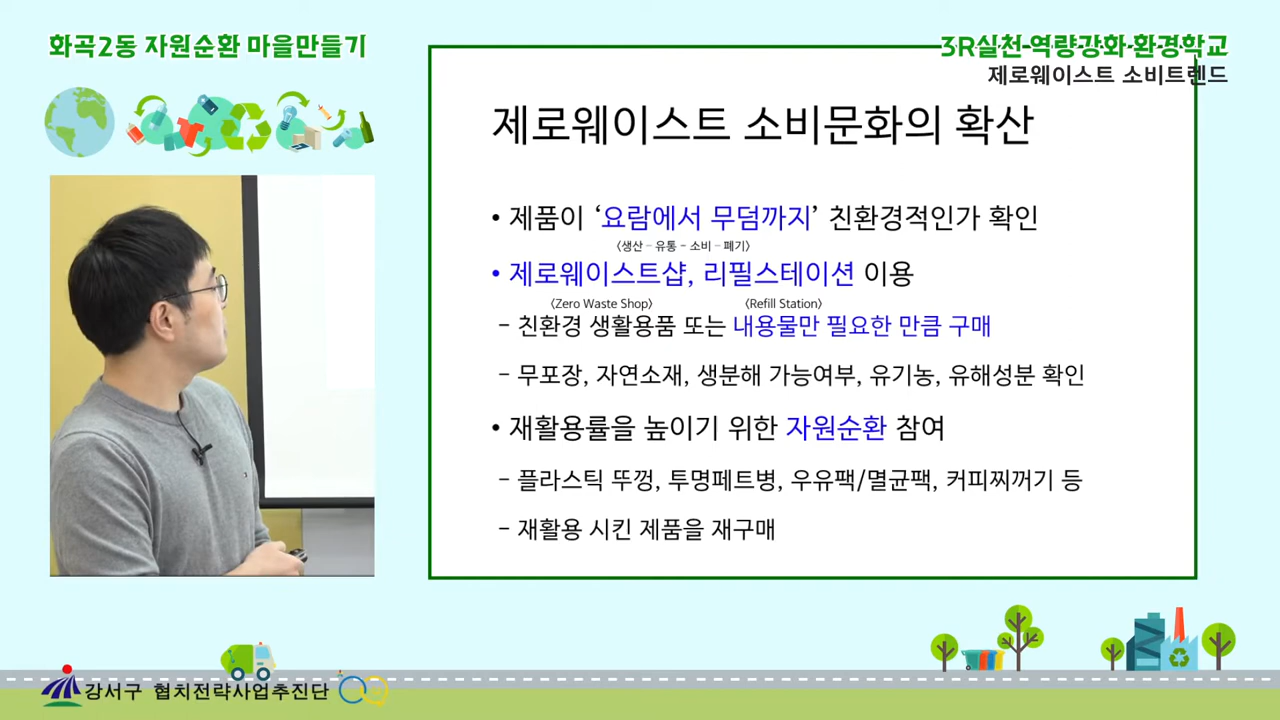 화곡2동 자원순환 마을만들기
3R실천 역량강화 환경학교
제로웨이스트 소비트렌드
제로웨이스트 소비문화의 확산
• 제품이 ‘요람에서 무덤까지’ 친환경적인가 확인
〈생산 – 유통 – 소비 – 폐기〉
• 제로웨이스트샵, 리필스테이션 이용
〈Zero Waste Shop〉 〈Refill Station〉
– 친환경 생활용품 또는 내용물만 필요한 만큼 구매
– 무포장, 자연소재, 생분해 가능여부, 유기농, 유해성분 확인
• 재활용률을 높이기 위한 자원순환 참여
– 플라스틱 뚜껑, 투명페트병, 우유팩/멸균팩, 커피찌꺼기 등
– 재활용 시킨 제품을 재구매
강서구 협치전략사업추진단